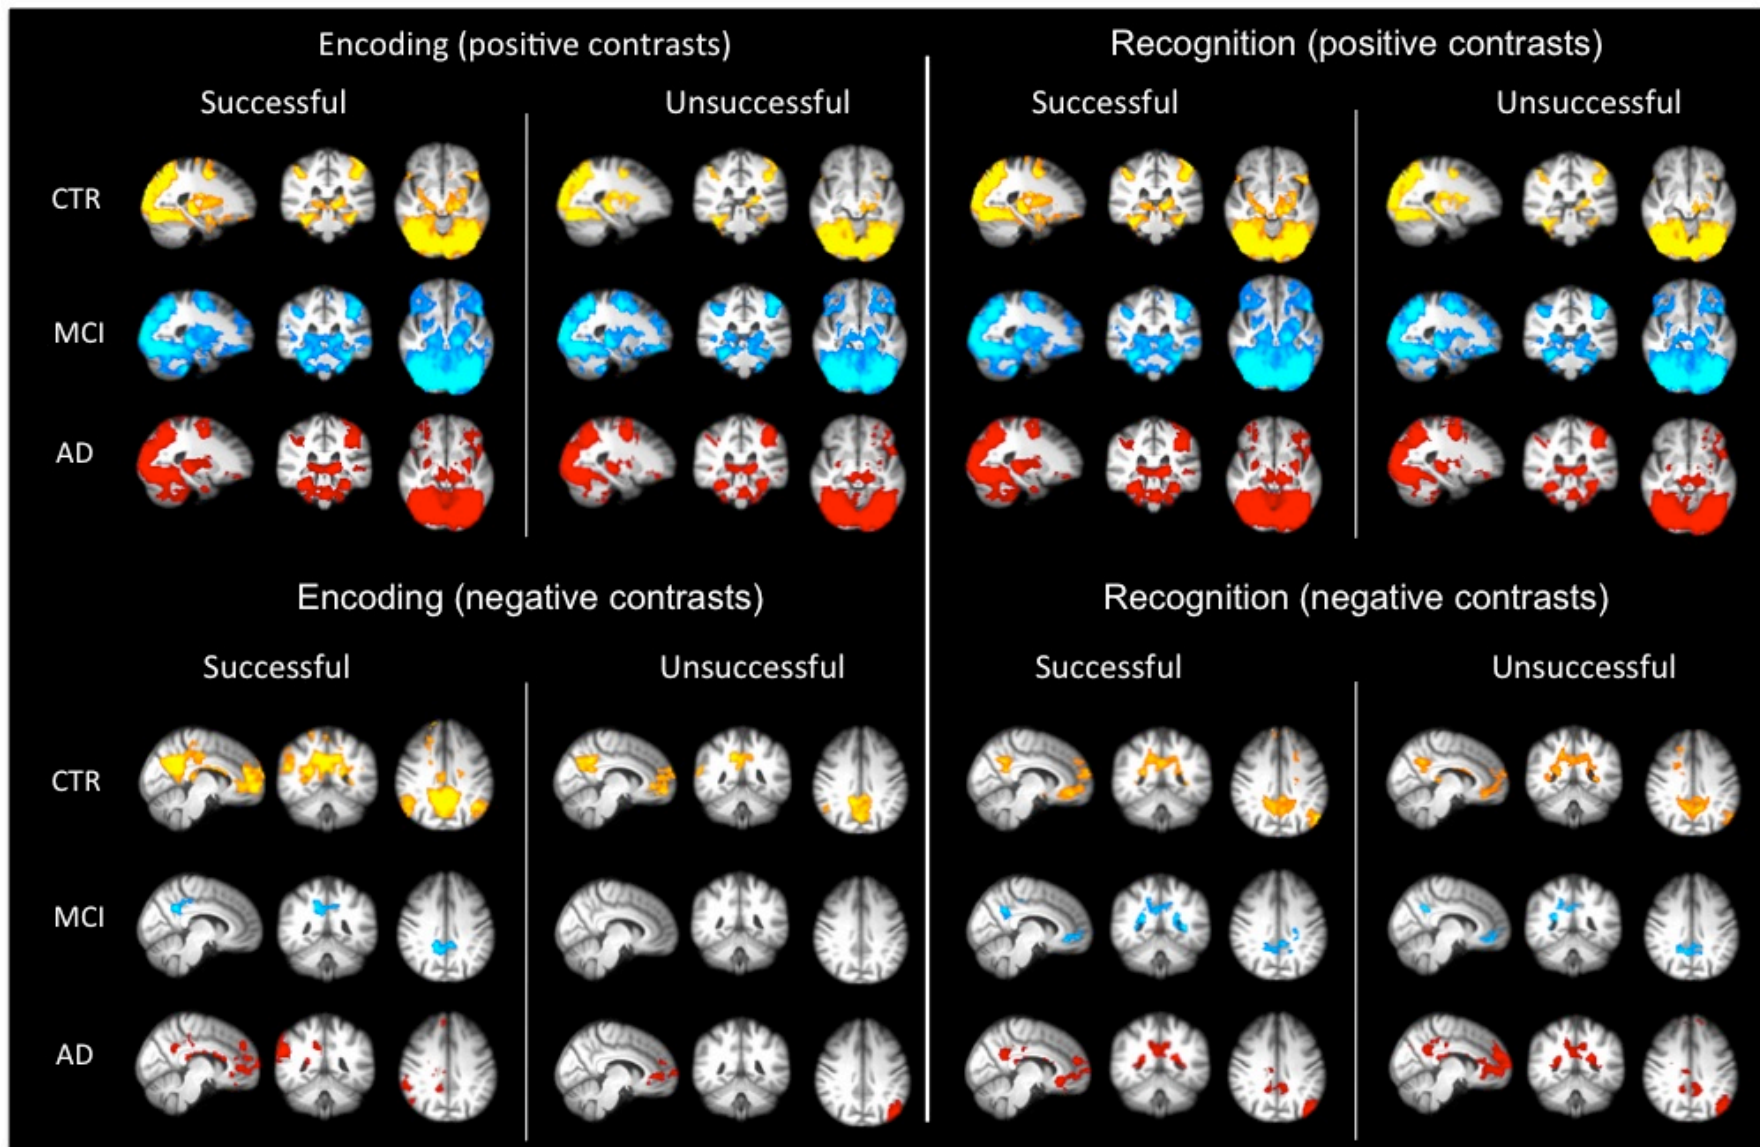 Encoding (positive contrasts)
Recognition (positive contrasts)
Successful
Unsuccessful
Successful
Unsuccessful
CTR
MCI
AD
Encoding (negative contrasts)
Recognition (negative contrasts)
Successful
Unsuccessful
Successful
Unsuccessful
CTR
MCI
AD